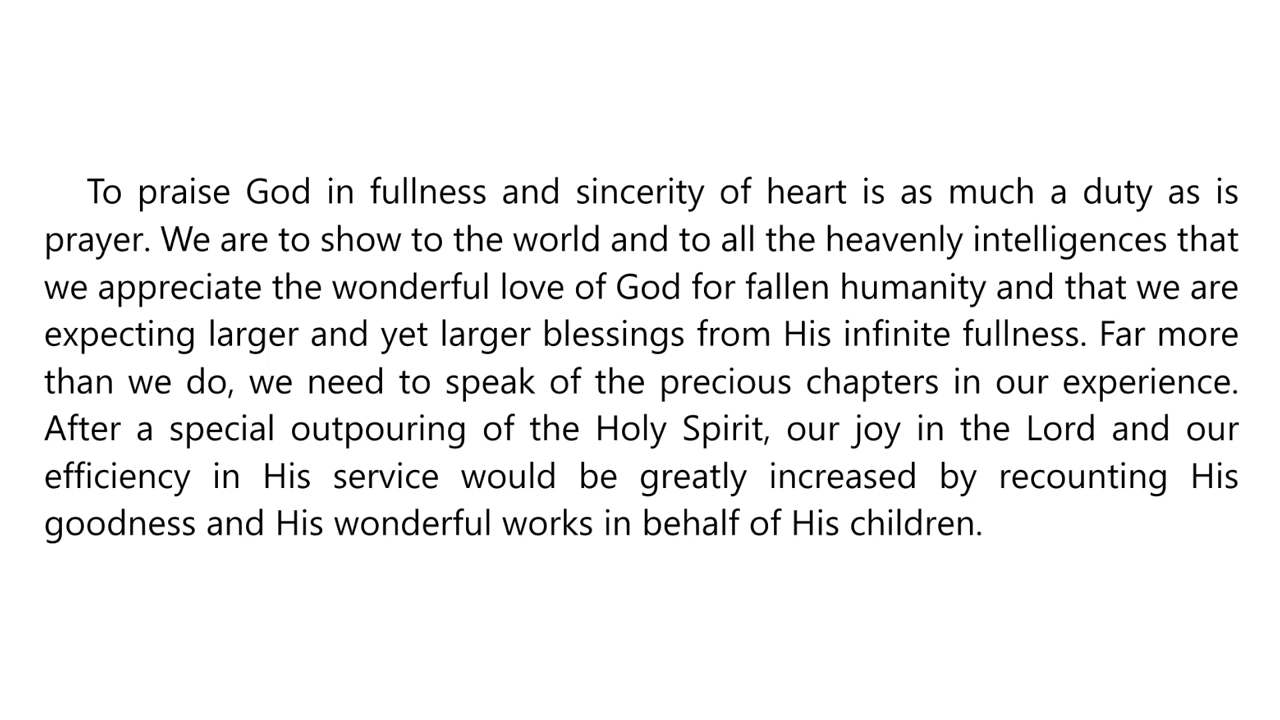 To praise God in fullness and sincerity of heart is as much a duty as is
prayer. We are to show to the world and to all the heavenly intelligences that
we appreciate the wonderful love of God for fallen humanity and that we are
expecting larger and yet larger blessings from His infinite fullness. Far more
than we do, we need to speak of the precious chapters in our experience.
After a special outpouring of the Holy Spirit, our joy in the Lord and our
efficiency in His service would be greatly increased by recounting His
goodness and His wonderful works in behalf of His children.